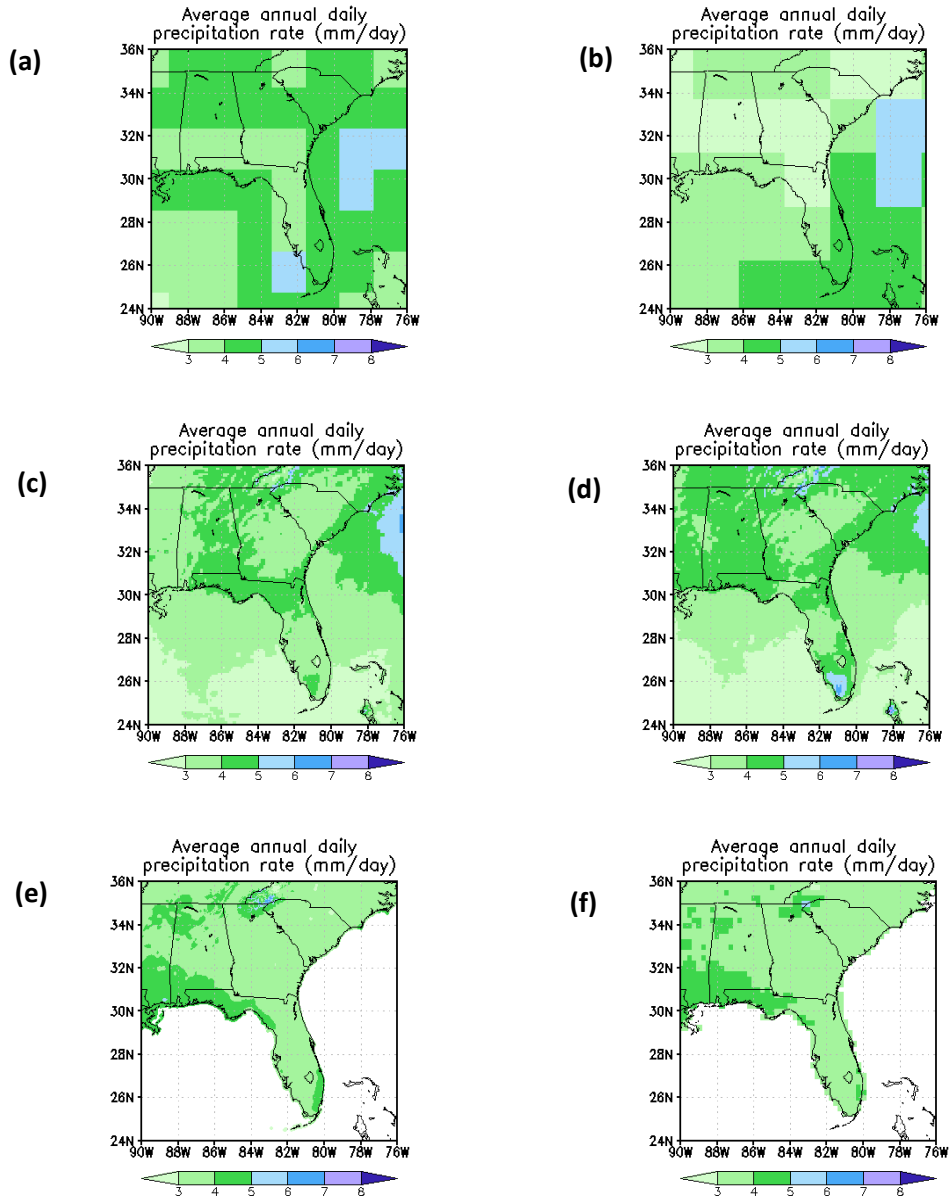 Average annual daily
precipitation rate (mm/day)
(a)
36N
34N
32N
30N
28N
26N
24N
90W 88W 86W 84W 82W 80W 78W 76W
3 4 5 6 7 8
Average annual daily
precipitation rate (mm/day)
(b)
36N
34N
32N
30N
28N
26N
24N
90W 88W 86W 84W 82W 80W 78W 76W
3 4 5 6 7 8
Average annual daily
precipitation rate (mm/day)
(c)
36N
34N
32N
30N
28N
26N
24N
90W 88W 86W 84W 82W 80W 78W 76W
3 4 5 6 7 8
Average annual daily
precipitation rate (mm/day)
(d)
36N
34N
32N
30N
28N
26N
24N
90W 88W 86W 84W 82W 80W 78W 76W
3 4 5 6 7 8
Average annual daily
precipitation rate (mm/day)
(e)
36N
34N
32N
30N
28N
26N
24N
90W 88W 86W 84W 82W 80W 78W 76W
3 4 5 6 7 8
Average annual daily
precipitation rate (mm/day)
(f)
36N
34N
32N
30N
28N
26N
24N
90W 88W 86W 84W 82W 80W 78W 76W
3 4 5 6 7 8